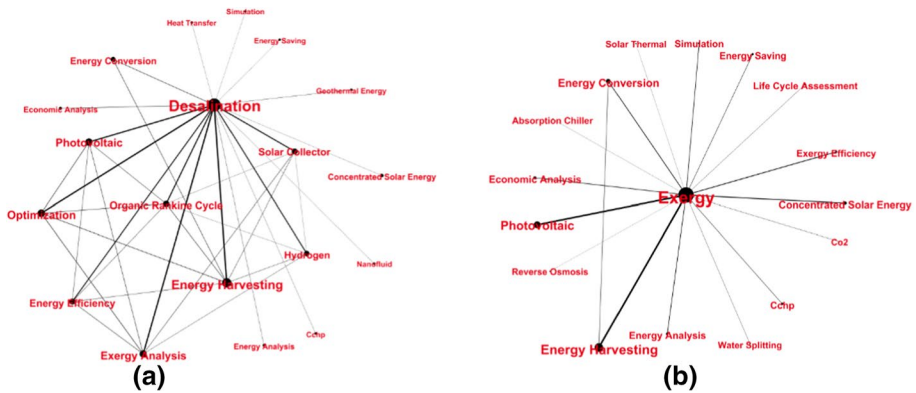 Simulation
Heat Transfer
Energy Saving
Energy Conversion
Geothermal Energy
Desalination
Economic Analysis
Photovoltaic
Solar Collector
Concentrated Solar Energy
Organic Rankine Cycle
Optimization
Hydrogen
Nanofluid
Energy Harvesting
Energy Efficiency
Cchp
Energy Analysis
Exergy Analysis
(a)
Solar Thermal
Simulation
Energy Saving
Energy Conversion
Life Cycle Assessment
Absorption Chiller
Exergy Efficiency
Economic Analysis
Exergy
Concentrated Solar Energy
Photovoltaic
Co2
Reverse Osmosis
Cchp
Energy Analysis
Water Splitting
Energy Harvesting
(b)